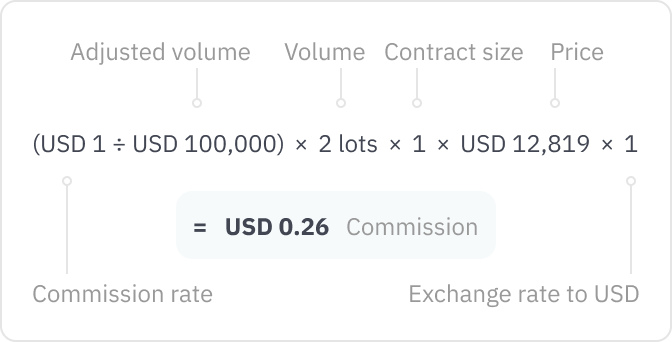 Adjusted volume Volume Contract size Price
(USD 1 ÷ USD 100,000) × 2 lots × 1 × USD 12,819 × 1
= USD 0.26 Commission
Commission rate Exchange rate to USD